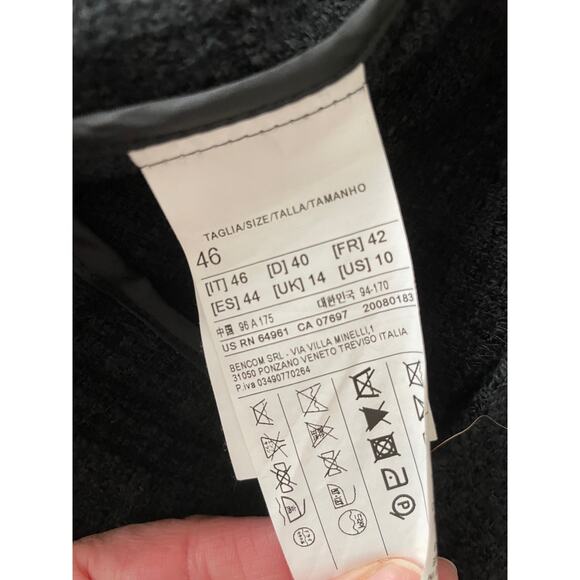 TAGLIA/SIZE/TALLA/TAMANHO
46
[IT] 46 [D] 40 [FR] 42
[ES] 44 [UK] 14 [US] 10
中国 96 A 175 대한민국 94-170
US RN 64961 CA 07697 20080183
BENCOM SRL - VIA VILLA MINELLI,1
31050 PONZANO VENETO TREVISO ITALIA
P.iva 03490770264
P